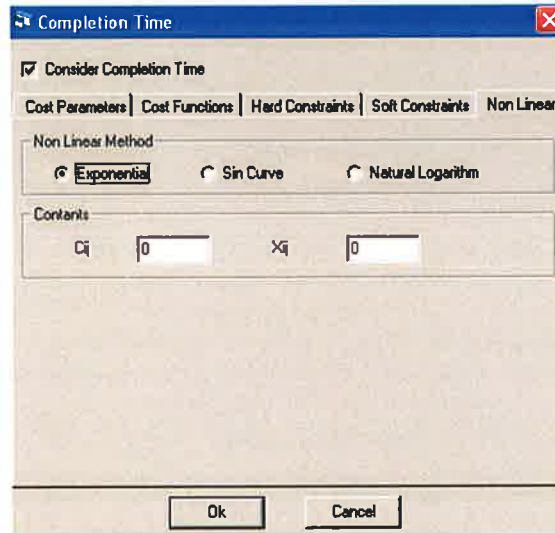 Completion Time
Consider Completion Time
Cost Parameters Cost Functions Hard Constraints Soft Constraints Non Linear
Non Linear Method
Exponential Sin Curve Natural Logarithm
Contants
Cij 0 Xij 0
Ok Cancel